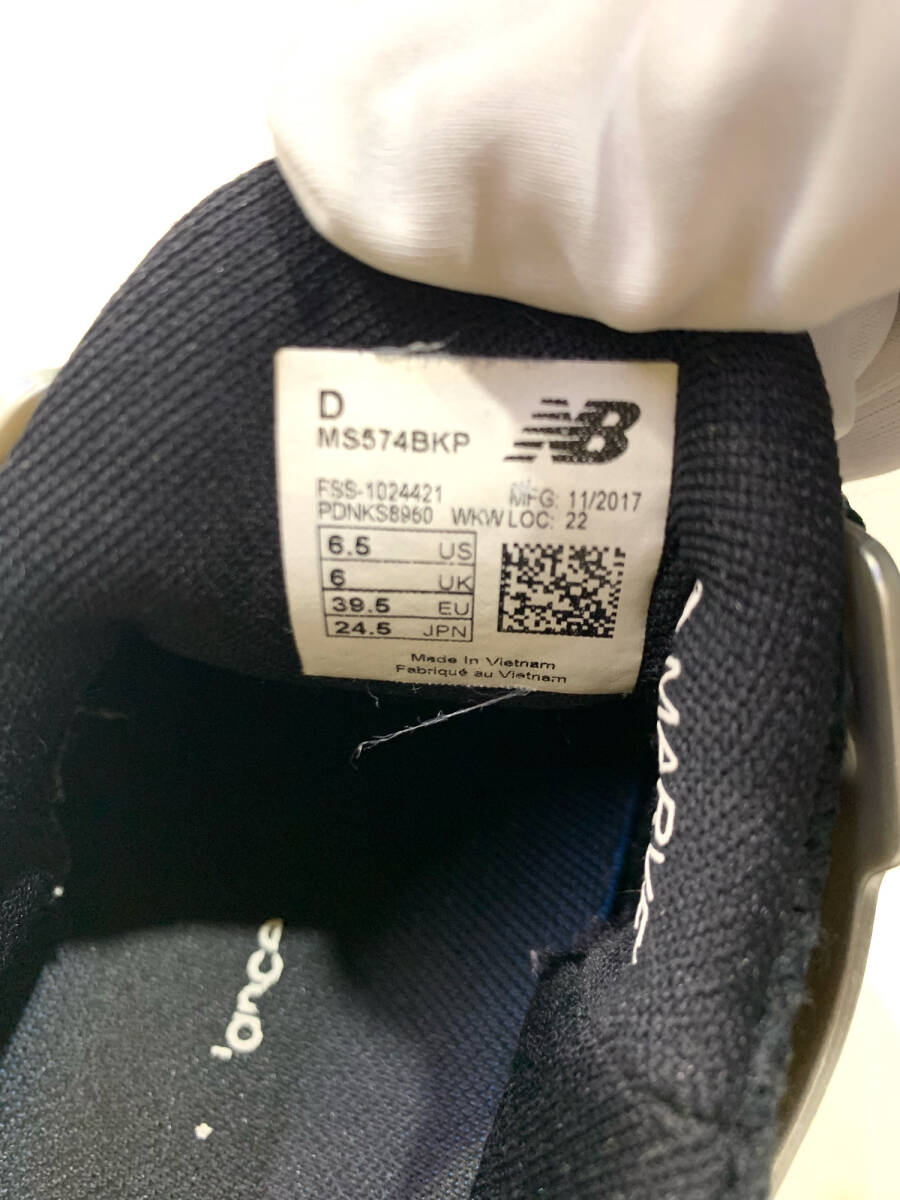 D
MS574BKP
NB
FSS-1024421 MFG: 11/2017
PDNKS8960 WKW LOC: 22
6.5 US
6 UK
39.5 EU
24.5 JPN
Made In Vietnam
Fabriqué au Vietnam